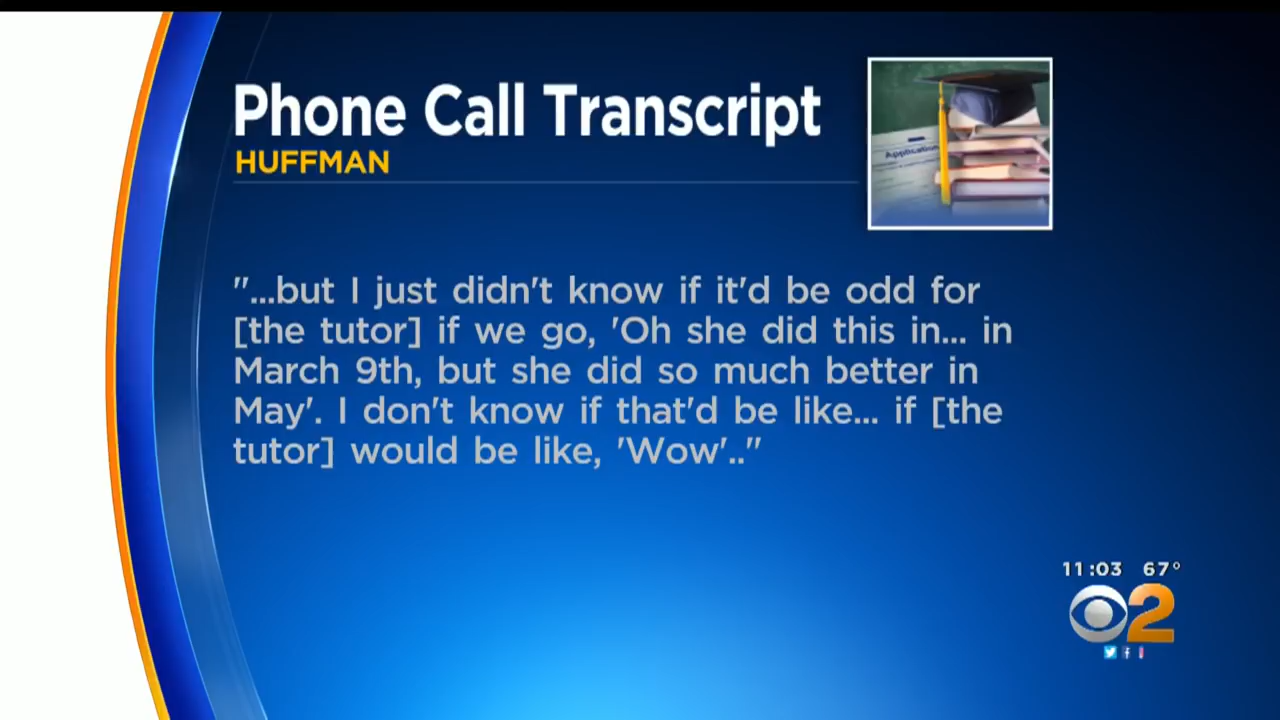 Phone Call Transcript
HUFFMAN
Application
"...but I just didn't know if it'd be odd for
[the tutor] if we go, 'Oh she did this in... in
March 9th, but she did so much better in
May'. I don't know if that'd be like... if [the
tutor] would be like, 'Wow'.."
11:03 67°
2